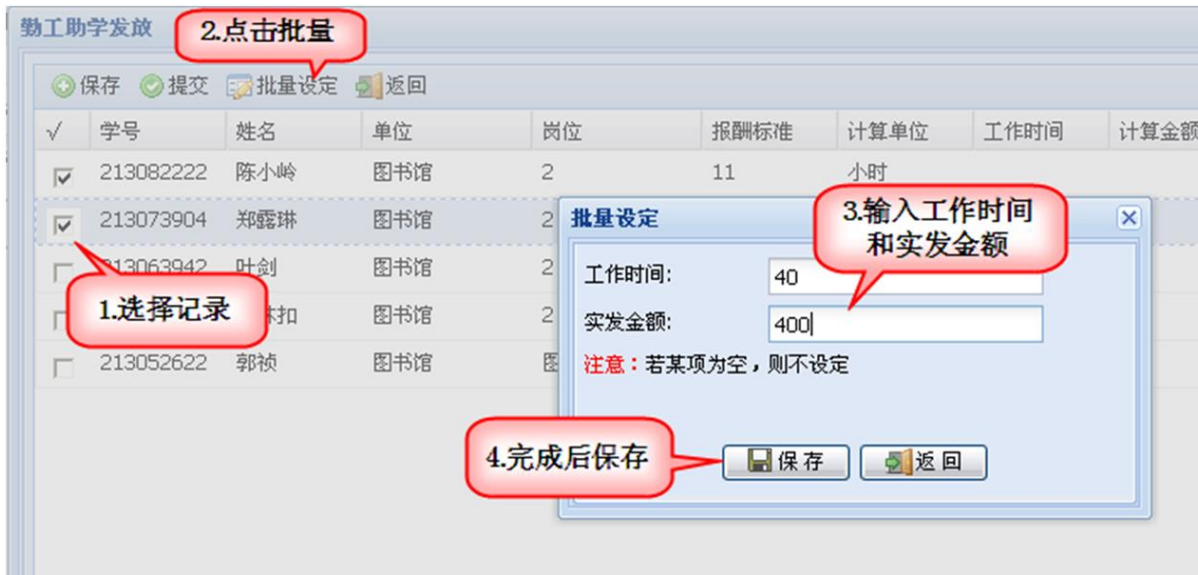 勤工助学发放
2.点击批量
保存 提交 批量设定 返回
√ 学号 姓名 单位 岗位 报酬标准 计算单位 工作时间 计算金额
213082222 陈小岭 图书馆 2 11 小时
213073904 郑露琳 图书馆 2
213063942 叶剑 图书馆 2
扣 图书馆 2
213052622 郭祯 图书馆
1.选择记录
批量设定
3.输入工作时间
和实发金额
工作时间: 40
实发金额: 400
注意：若某项为空，则不设定
4.完成后保存
保存 返回